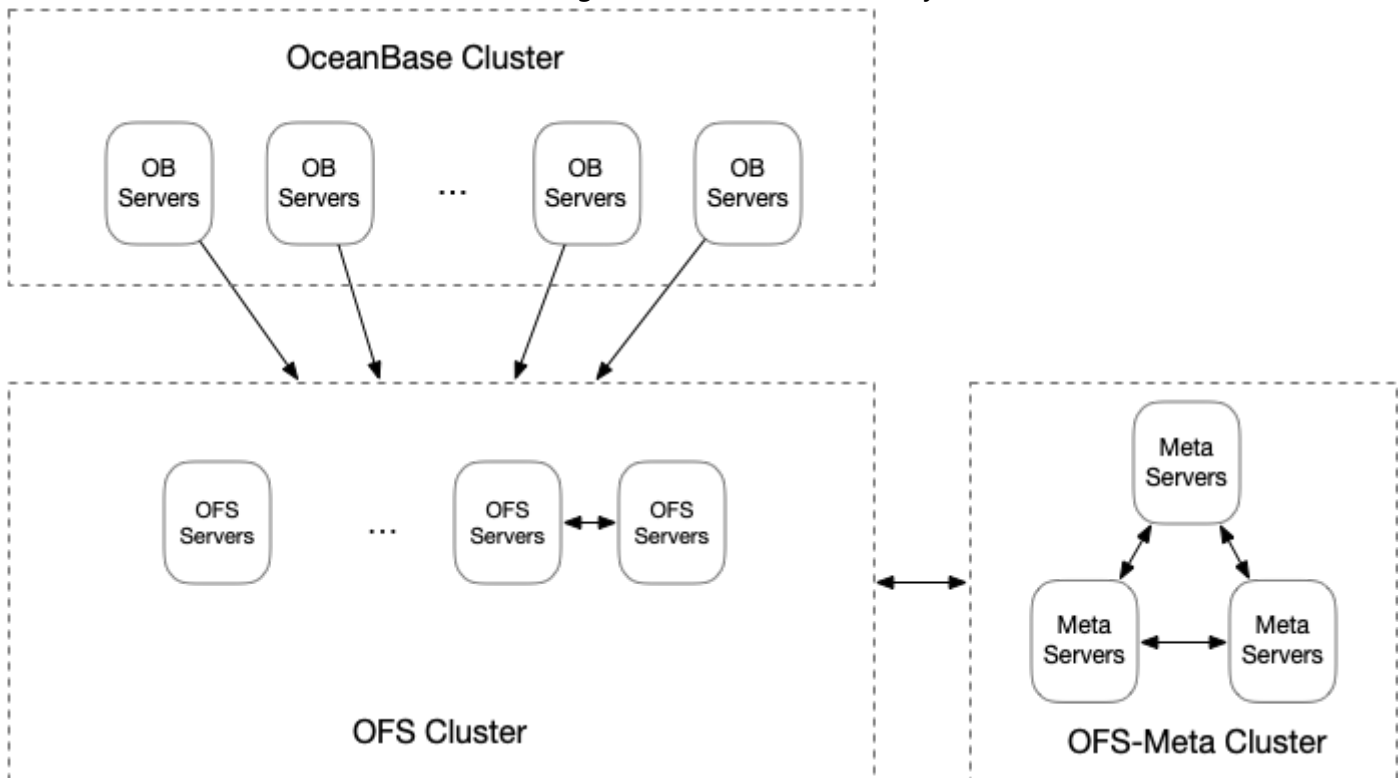 OceanBase Cluster
OB
Servers
OB
Servers
...
OB
Servers
OB
Servers
OFS
Servers
...
OFS
Servers
OFS
Servers
OFS Cluster
Meta
Servers
Meta
Servers
Meta
Servers
OFS-Meta Cluster